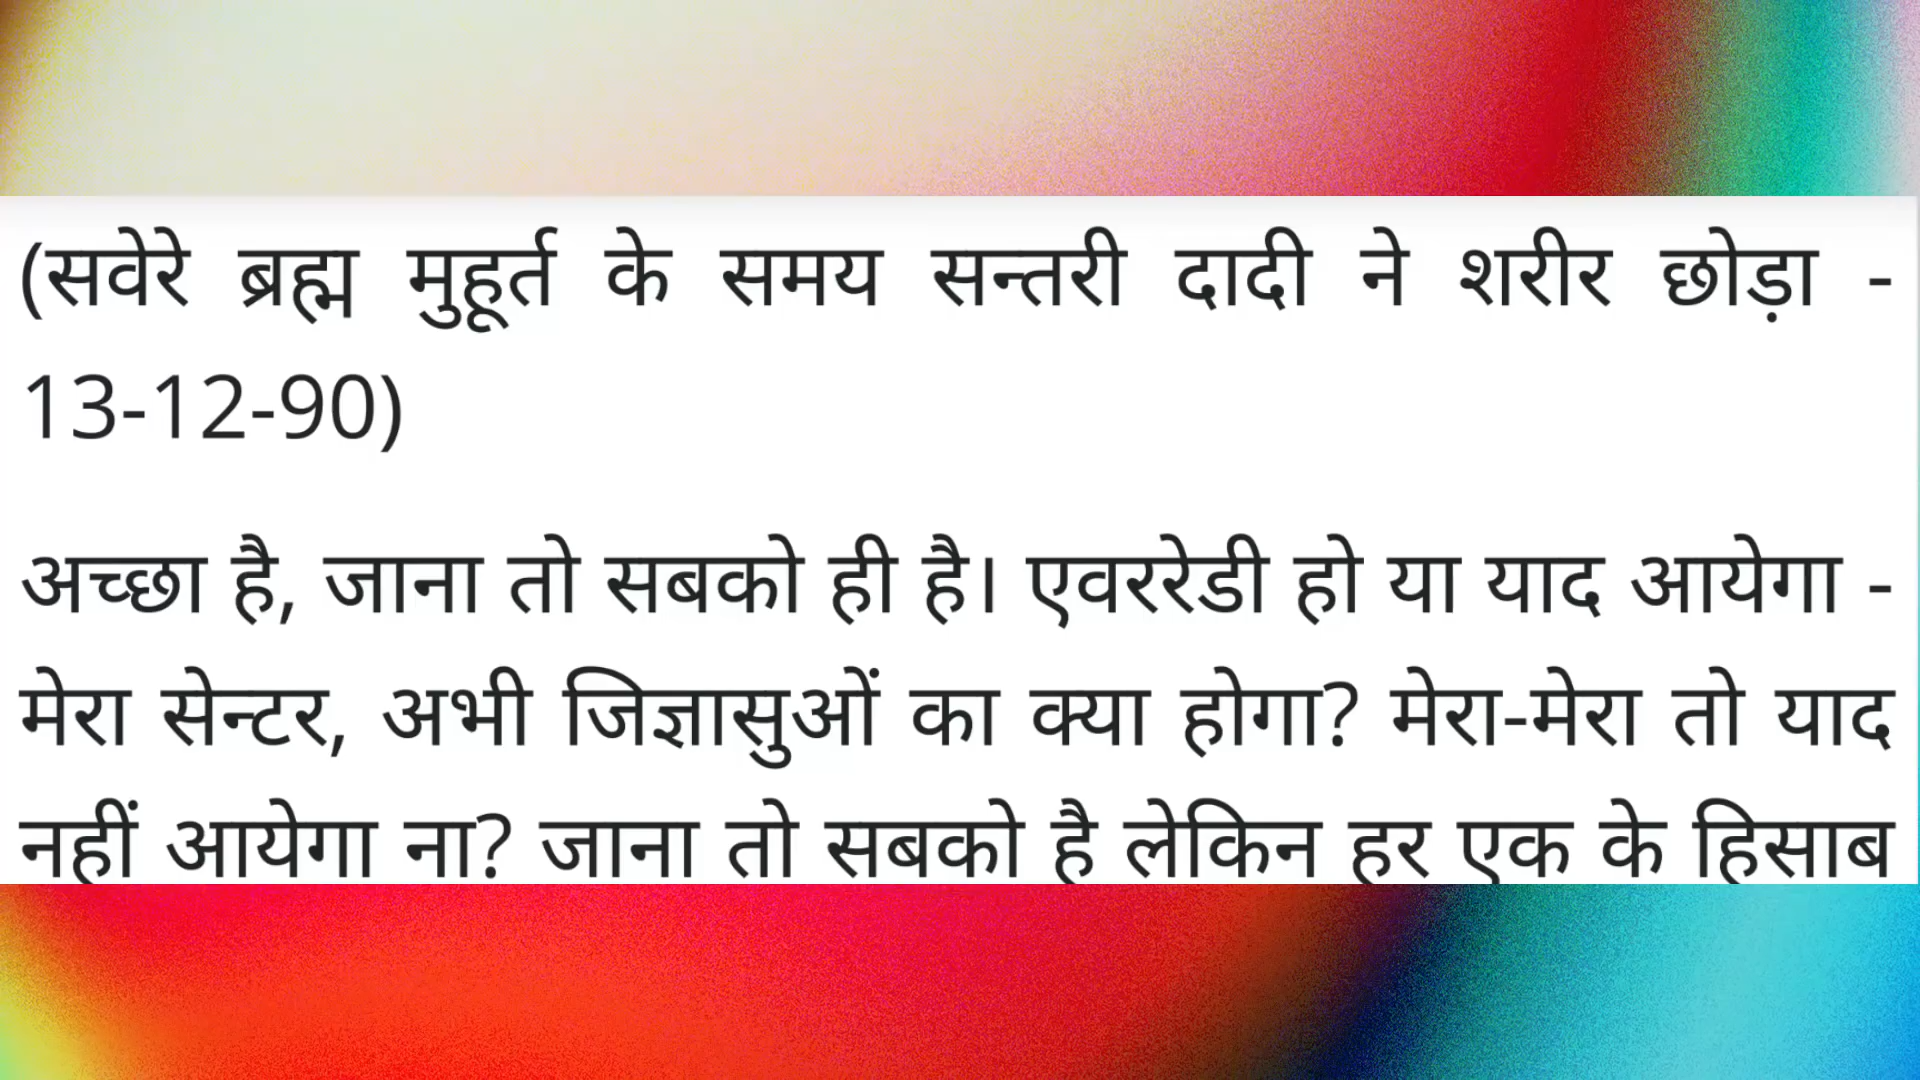 (सवेरे ब्रह्म मुहूर्त के समय सन्तरी दादी ने शरीर छोड़ा -
13-12-90)
अच्छा है, जाना तो सबको ही है। एवररेडी हो या याद आयेगा -
मेरा सेन्टर, अभी जिज्ञासुओं का क्या होगा? मेरा-मेरा तो याद
नहीं आयेगा ना? जाना तो सबको है लेकिन हर एक के हिसाब